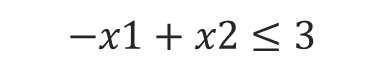 −x1 + x2 ≤ 3